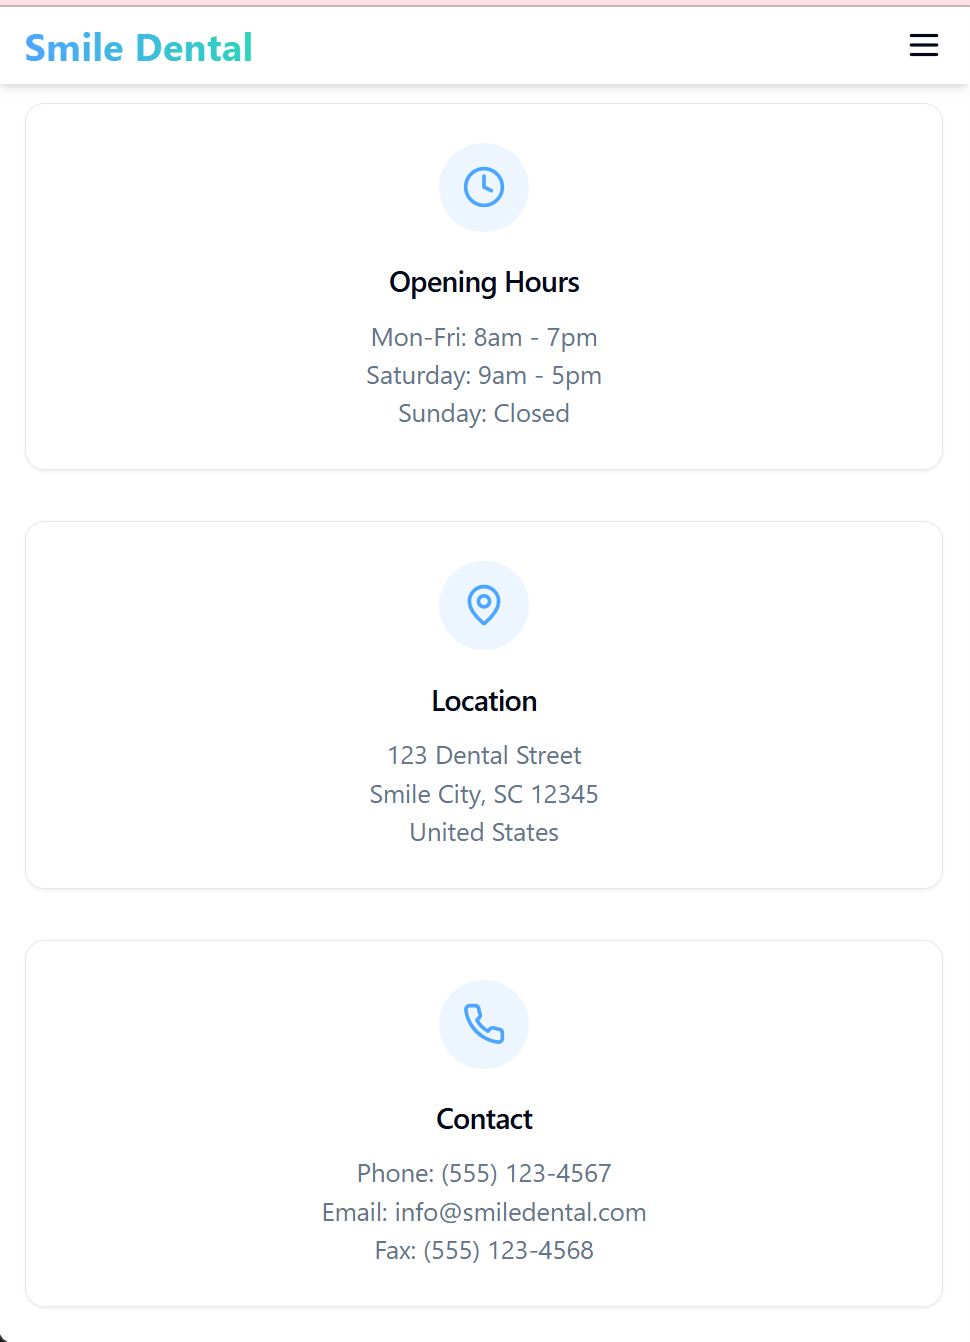 Smile Dental
Opening Hours
Mon-Fri: 8am - 7pm
Saturday: 9am - 5pm
Sunday: Closed
Location
123 Dental Street
Smile City, SC 12345
United States
Contact
Phone: (555) 123-4567
Email: info@smiledental.com
Fax: (555) 123-4568